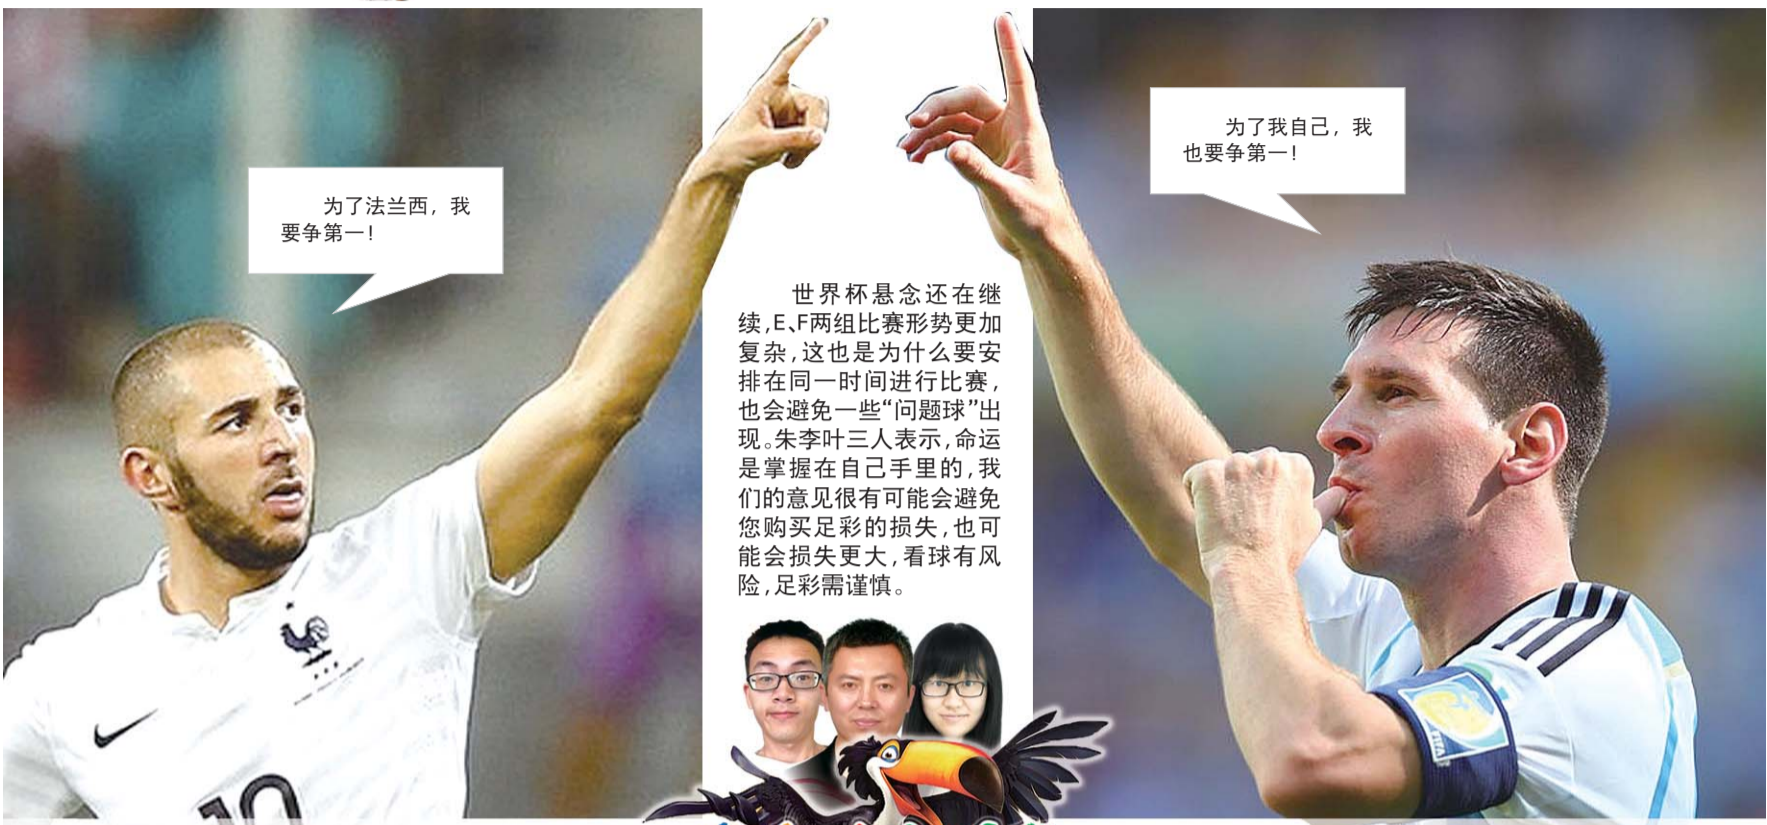 为了法兰西，我
要争第一！
为了我自己，我
也要争第一！
世界杯悬念还在继
续，E、F两组比赛形势更加
复杂，这也是为什么要安
排在同一时间进行比赛，
也会避免一些“问题球”出
现。朱李叶三人表示，命运
是掌握在自己手里的，我
们的意见很有可能会避免
您购买足彩的损失，也可
能会损失更大，看球有风
险，足彩需谨慎。
10
FIFA